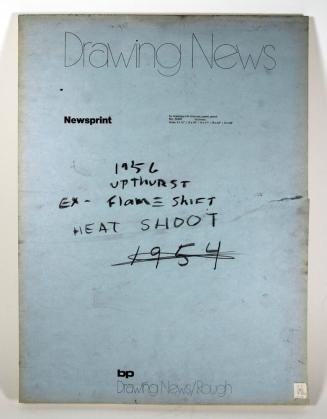 Drawing News
Newsprint
1956
UPTHURST
EX- FLAME SHIFT
HEAT SHOOT
1954
bp
Drawing News/Rough